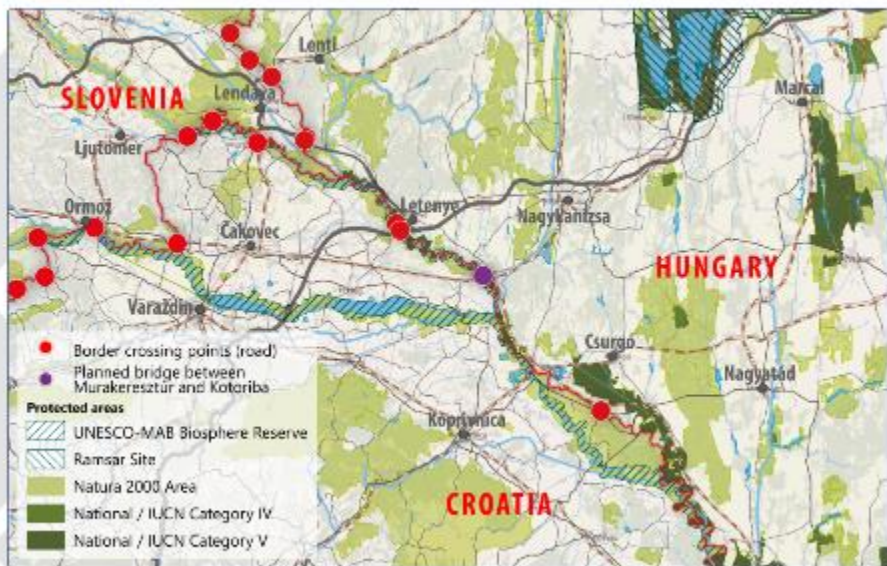 Lenti
SLOVENIA
Lendava
Marcal
Ljutomer
Ormož
Letenye
Nagykanizsa
Čakovec
HUNGARY
Varaždin
Csurgó
Border crossing points (road)
Planned bridge between
Murakeresztúr and Kotoriba
Nagyatád
Protected areas
Koprivnica
UNESCO-MAB Biosphere Reserve
Ramsar Site
Natura 2000 Area
CROATIA
National / IUCN Category IV
National / IUCN Category V